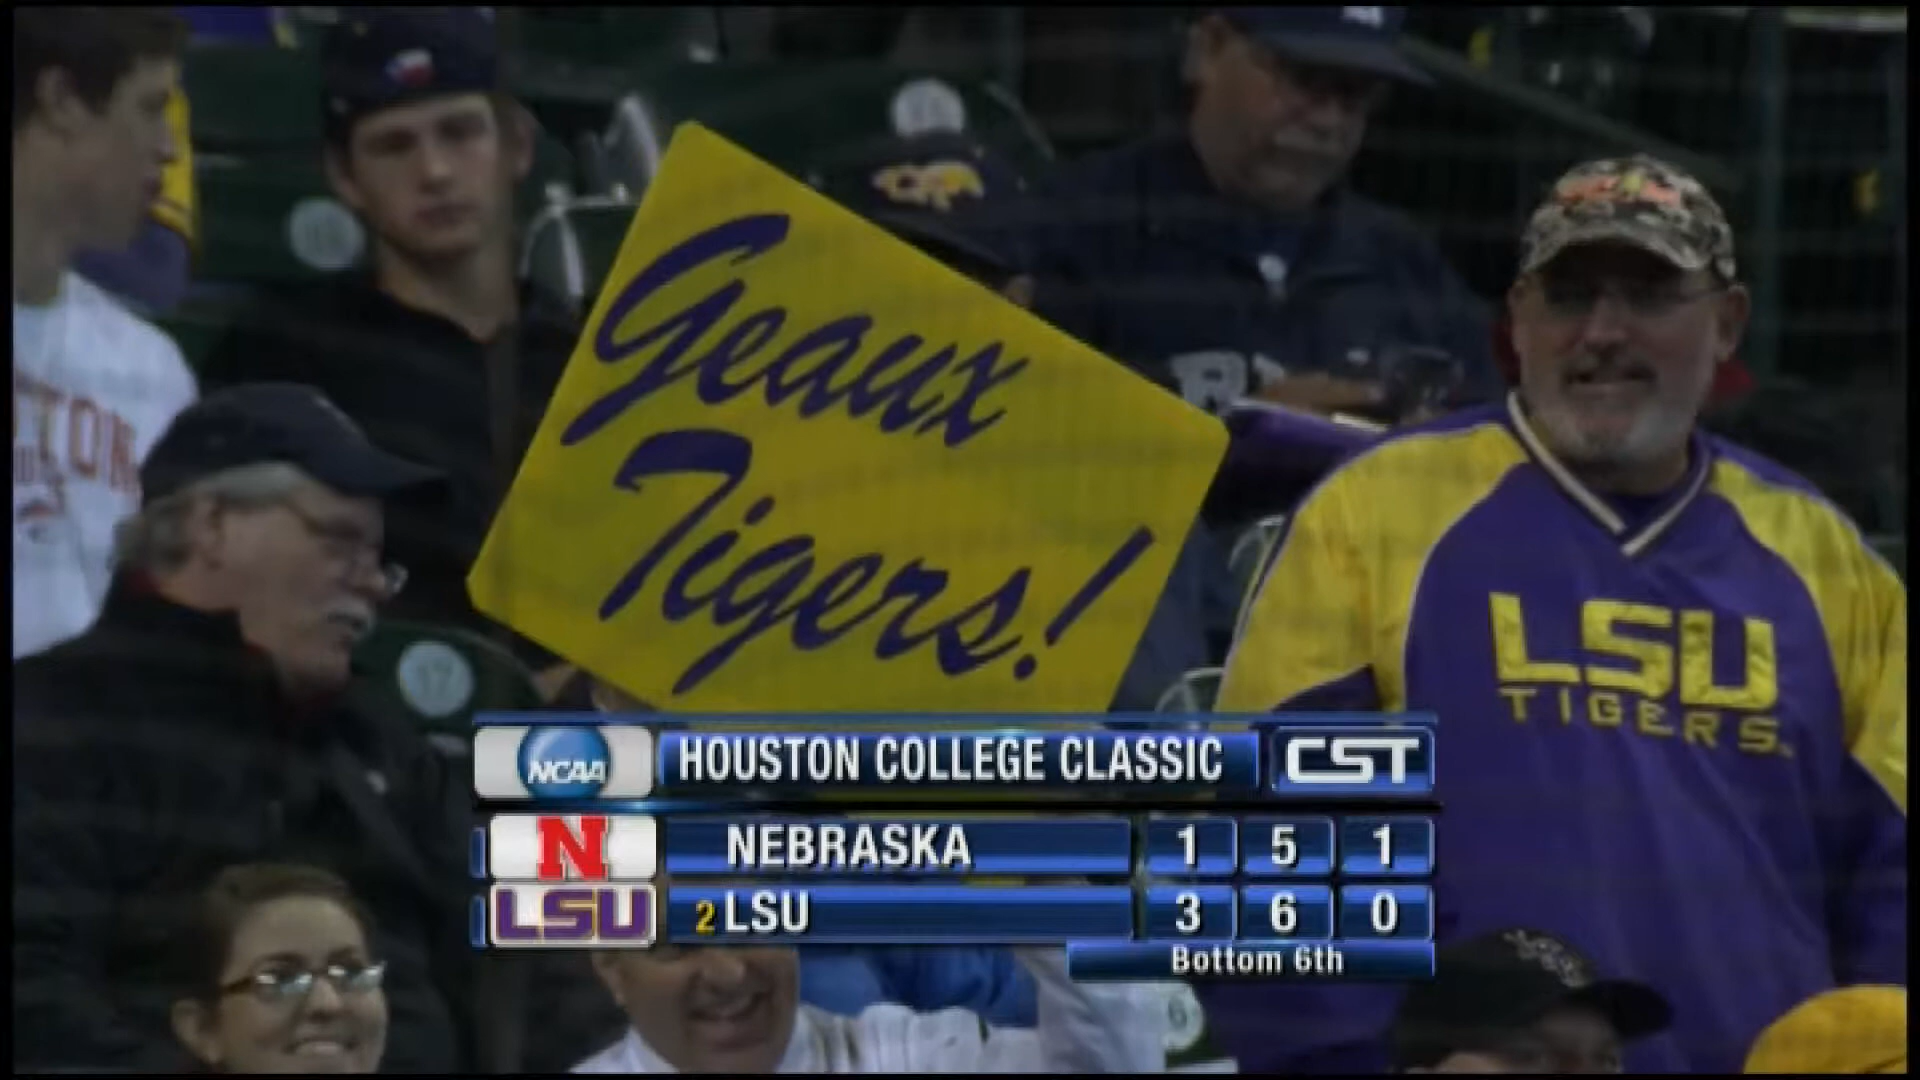 Geaux
Tigers!
LSU
TIGERS
17
NCAA HOUSTON COLLEGE CLASSIC CST
N NEBRASKA 1 5 1
LSU 2 LSU 3 6 0
Bottom 6th